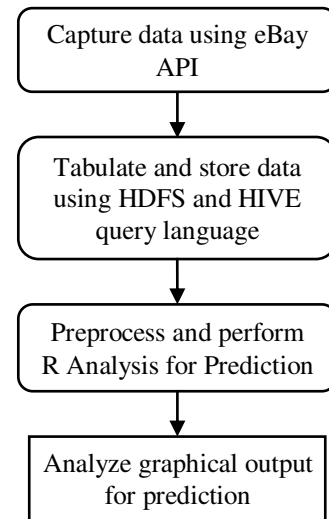 Capture data using eBay
API
Tabulate and store data
using HDFS and HIVE
query language
Preprocess and perform
R Analysis for Prediction
Analyze graphical output
for prediction